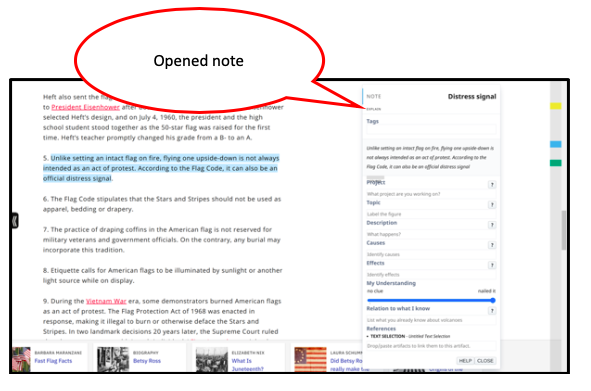 Opened note
Heft also sent the flag
to President Eisenhower after
selected Heft's design, and on July 4, 1960, the president and the high
school student stood together as the 50-star flag was raised for the first
time. Heft's teacher promptly changed his grade from a B- to an A.
5. Unlike setting an intact flag on fire, flying one upside-down is not always
intended as an act of protest. According to the Flag Code, it can also be an
official distress signal.
6. The Flag Code stipulates that the Stars and Stripes should not be used as
apparel, bedding or drapery.
7. The practice of draping coffins in the American flag is not reserved for
military veterans and government officials. On the contrary, any burial may
incorporate this tradition.
8. Etiquette calls for American flags to be illuminated by sunlight or another
light source while on display.
9. During the Vietnam War era, some demonstrators burned American flags
as an act of protest. The Flag Protection Act of 1968 was enacted in
response, making it illegal to burn or otherwise deface the Stars and
Stripes. In two landmark decisions 20 years later, the Supreme Court ruled
BARBARA MARANZANI
Fast Flag Facts
BIOGRAPHY
Betsy Ross
ELIZABETH NIX
What Is
Juneteenth?
LAURA SCHUM
Did Betsy Ro
really make the
NOTE Distress signal
EXPLAIN
Tags
Unlike setting an intact flag on fire, flying one upside-down is
not always intended as an act of protest. According to the
Flag Code, it can also be an official distress signal
Project ?
What project are you working on?
Topic ?
Label the figure
Description ?
What happens?
Causes ?
Identify causes
Effects ?
Identify effects
My Understanding
no clue nailed it
Relation to what I know ?
List what you already know about volcanoes
References
• TEXT SELECTION - Untitled Text Selection
Drag/paste artifacts to link them to this artifact.
HELP CLOSE